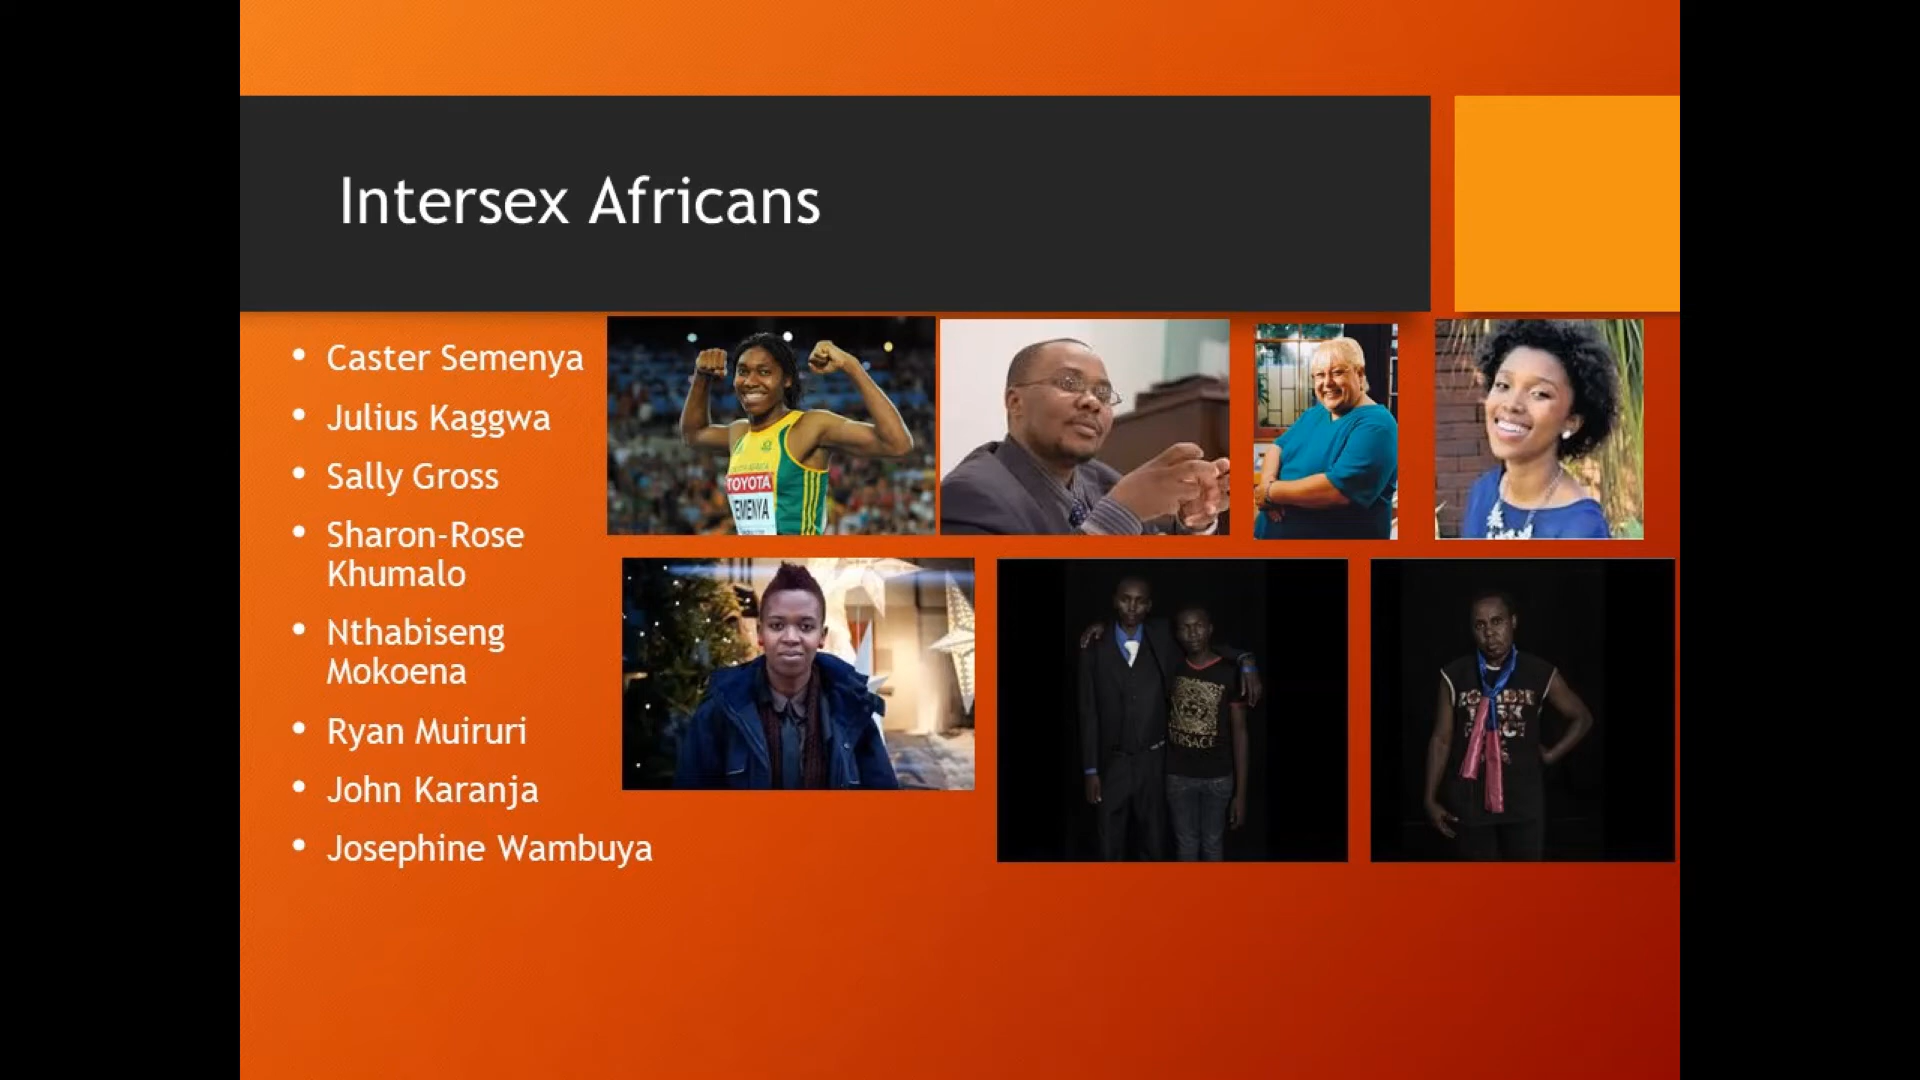 Intersex Africans
• Caster Semenya
• Julius Kaggwa
• Sally Gross
• Sharon-Rose
Khumalo
• Nthabiseng
Mokoena
• Ryan Muiruri
• John Karanja
• Josephine Wambuya
TOYOTA
EMENYA